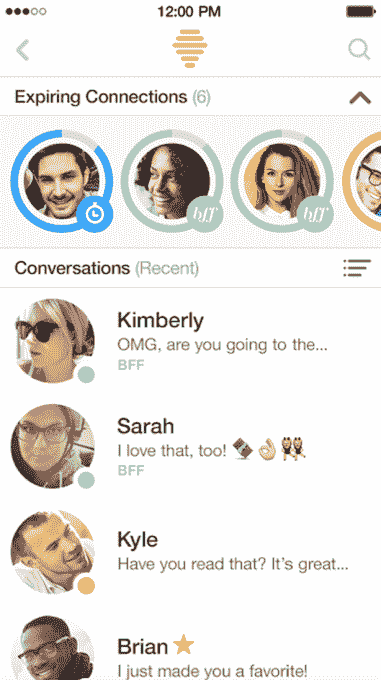 12:00 PM
Expiring Connections (6)
bff
bff
Conversations (Recent)
Kimberly
OMG, are you going to the...
BFF
Sarah
I love that, too! 🍫👌👯
BFF
Kyle
Have you read that? It's great...
Brian
I just made you a favorite!